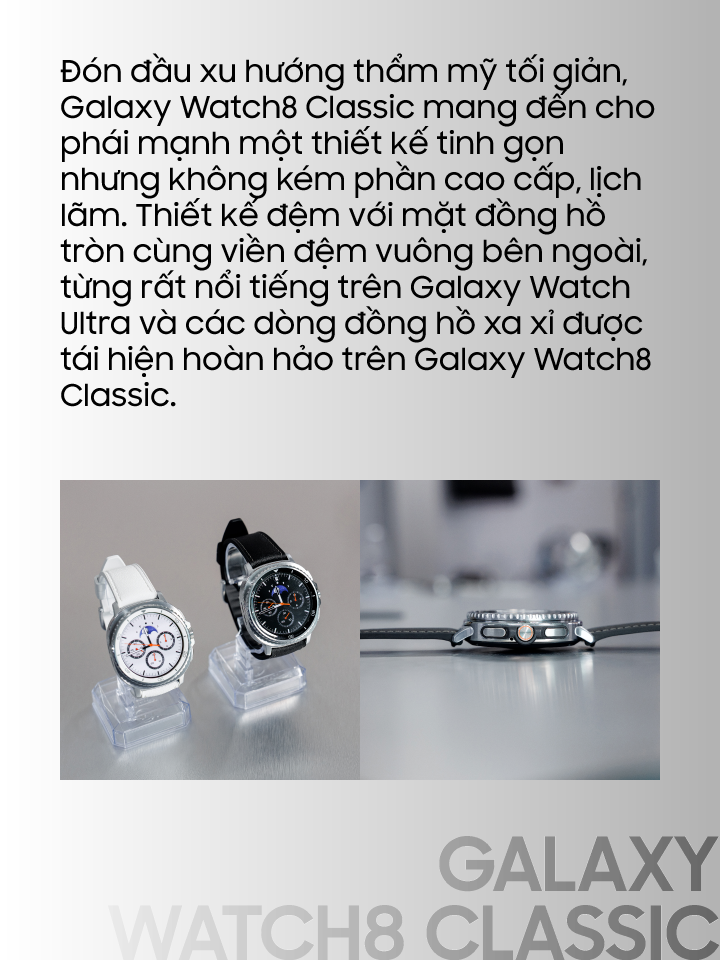 Đón đầu xu hướng thẩm mỹ tối giản,
Galaxy Watch8 Classic mang đến cho
phái mạnh một thiết kế tinh gọn
nhưng không kém phần cao cấp, lịch
lãm. Thiết kế đệm với mặt đồng hồ
tròn cùng viền đệm vuông bên ngoài,
từng rất nổi tiếng trên Galaxy Watch
Ultra và các dòng đồng hồ xa xỉ được
tái hiện hoàn hảo trên Galaxy Watch8
Classic.
GALAXY
WATCH8 CLASSIC